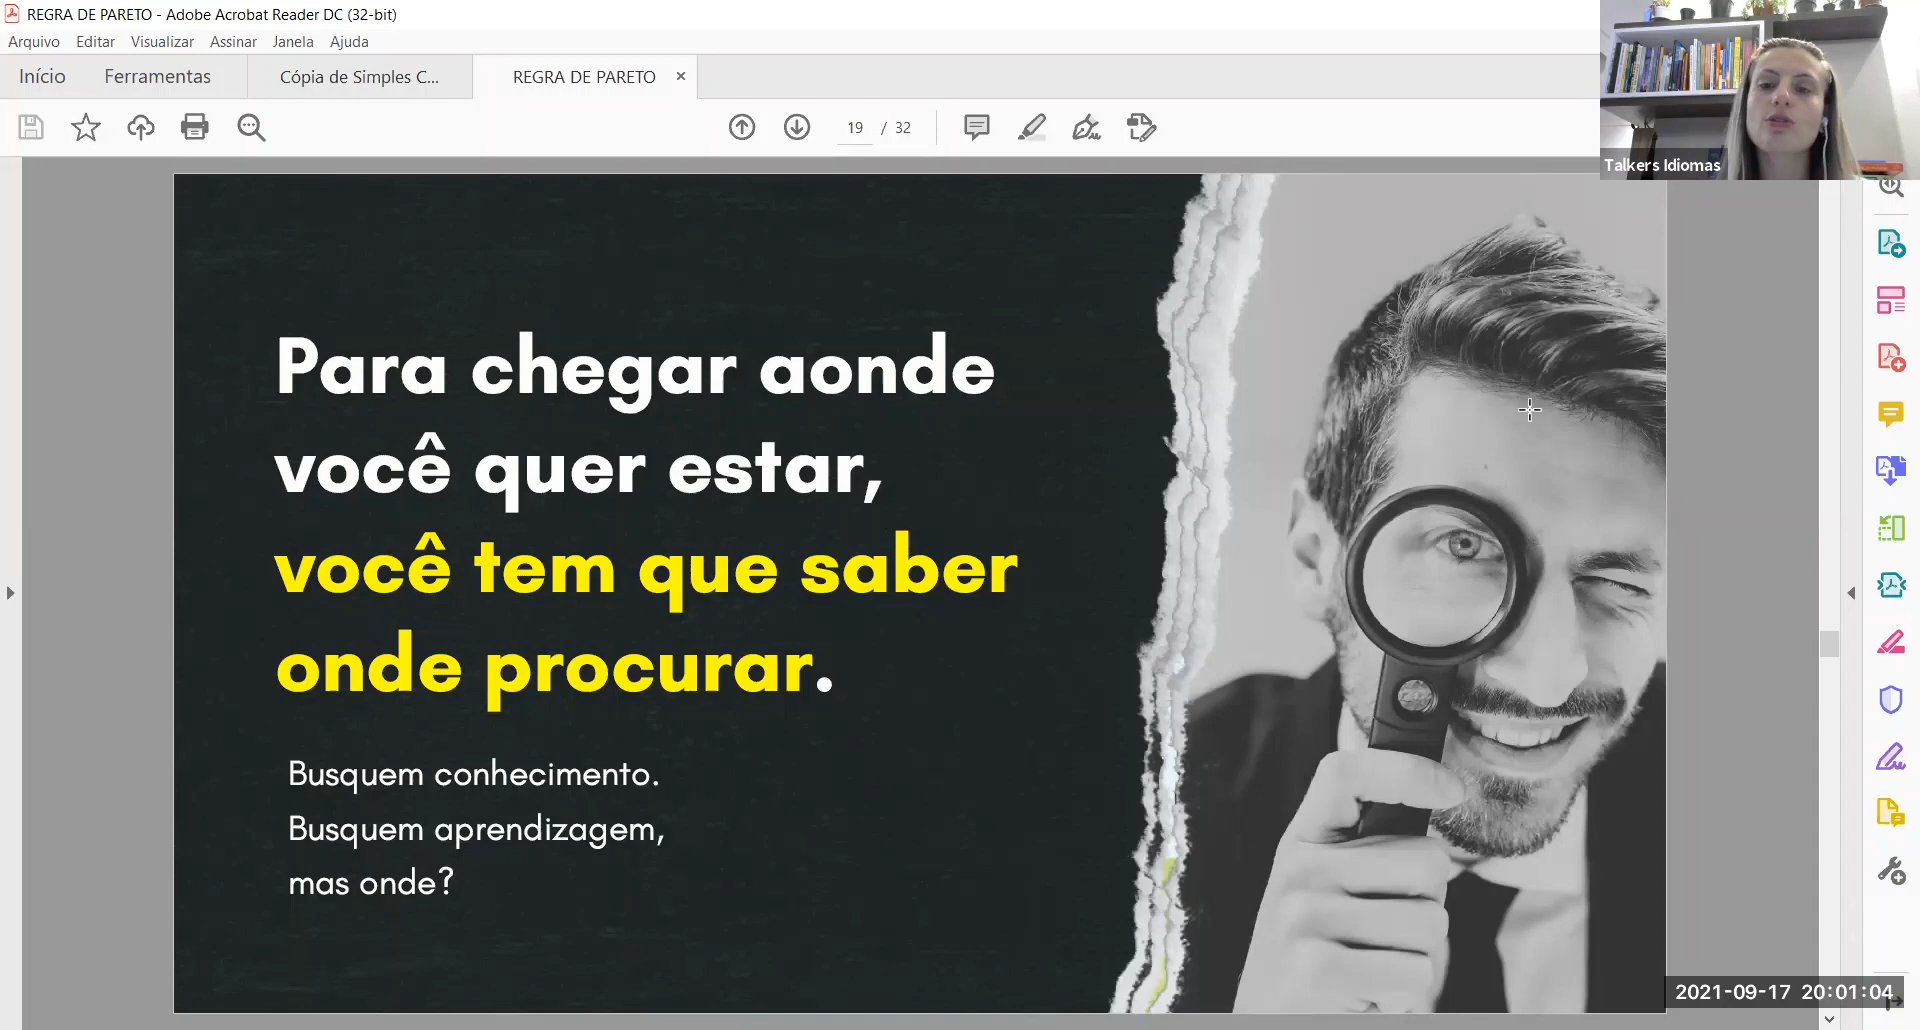 REGRA DE PARETO - Adobe Acrobat Reader DC (32-bit)
Arquivo Editar Visualizar Assinar Janela Ajuda
Início Ferramentas Cópia de Simples C... REGRA DE PARETO ×
19 / 32
Talkers Idiomas
Para chegar aonde
você quer estar,
você tem que saber
onde procurar.
Busquem conhecimento.
Busquem aprendizagem,
mas onde?
2021-09-17 20:01:04